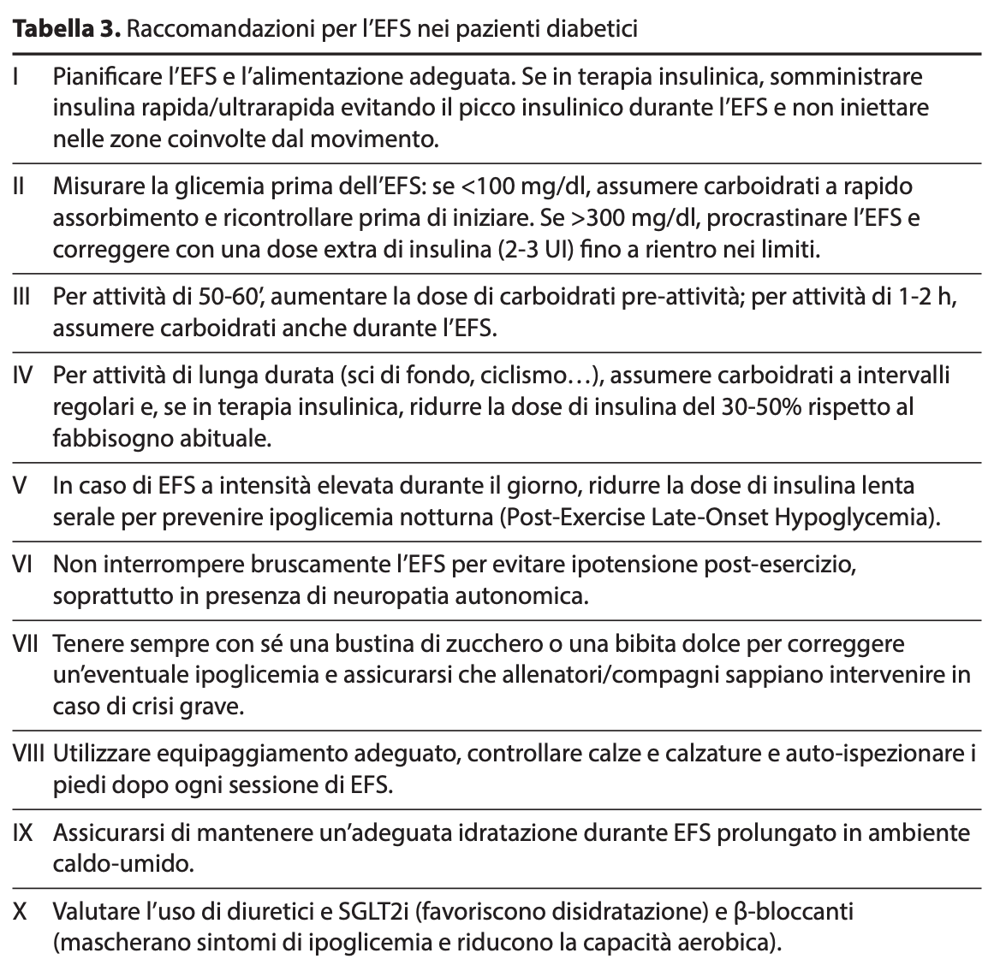 Tabella 3. Raccomandazioni per l’EFS nei pazienti diabetici
I Pianificare l’EFS e l’alimentazione adeguata. Se in terapia insulinica, somministrare
insulina rapida/ultrarapida evitando il picco insulinico durante l’EFS e non iniettare
nelle zone coinvolte dal movimento.
II Misurare la glicemia prima dell’EFS: se <100 mg/dl, assumere carboidrati a rapido
assorbimento e ricontrollare prima di iniziare. Se >300 mg/dl, procrastinare l’EFS e
correggere con una dose extra di insulina (2-3 UI) fino a rientro nei limiti.
III Per attività di 50-60’, aumentare la dose di carboidrati pre-attività; per attività di 1-2 h,
assumere carboidrati anche durante l’EFS.
IV Per attività di lunga durata (sci di fondo, ciclismo…), assumere carboidrati a intervalli
regolari e, se in terapia insulinica, ridurre la dose di insulina del 30-50% rispetto al
fabbisogno abituale.
V In caso di EFS a intensità elevata durante il giorno, ridurre la dose di insulina lenta
serale per prevenire ipoglicemia notturna (Post-Exercise Late-Onset Hypoglycemia).
VI Non interrompere bruscamente l’EFS per evitare ipotensione post-esercizio,
soprattutto in presenza di neuropatia autonomica.
VII Tenere sempre con sé una bustina di zucchero o una bibita dolce per correggere
un’eventuale ipoglicemia e assicurarsi che allenatori/compagni sappiano intervenire in
caso di crisi grave.
VIII Utilizzare equipaggiamento adeguato, controllare calze e calzature e auto-ispezionare i
piedi dopo ogni sessione di EFS.
IX Assicurarsi di mantenere un’adeguata idratazione durante EFS prolungato in ambiente
caldo-umido.
X Valutare l’uso di diuretici e SGLT2i (favoriscono disidratazione) e β-bloccanti
(mascherano sintomi di ipoglicemia e riducono la capacità aerobica).